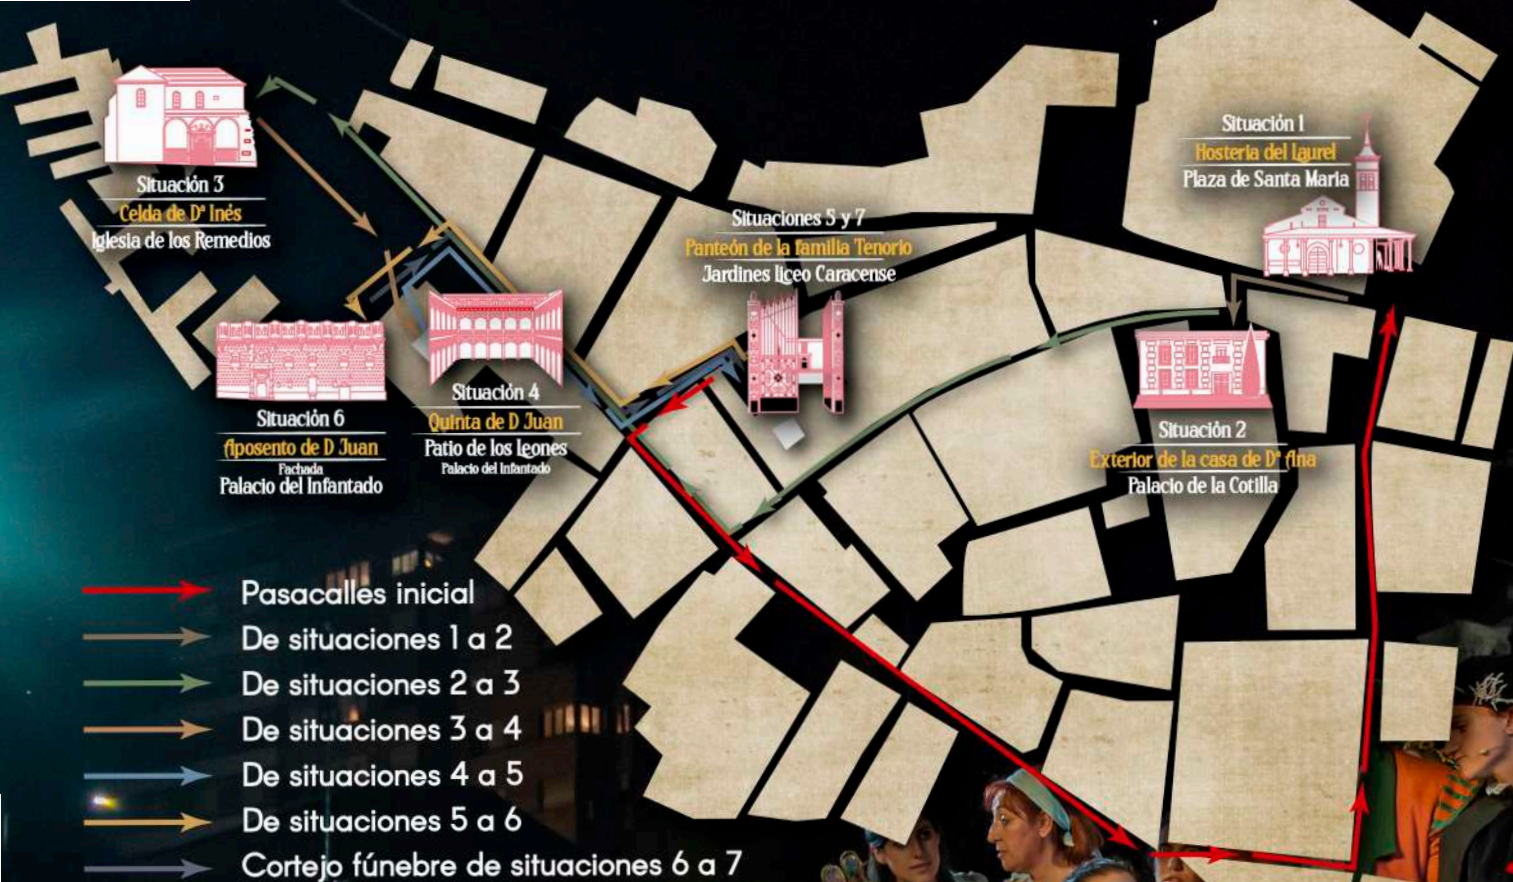 Situación 1
Hosteria del Laurel
Plaza de Santa Maria
Situación 3
Celda de Dª Inés
Iglesia de los Remedios
Situaciones 5 y 7
Panteón de la familia Tenorio
Jardines Liceo Caracense
Situación 4
Quinta de D Juan
Patio de los Leones
Palacio del Infantado
Situación 6
Aposento de D Juan
Fachada
Palacio del Infantado
Situación 2
Exterior de la casa de Dª Ana
Palacio de la Cotilla
Pasacalles inicial
De situaciones 1 a 2
De situaciones 2 a 3
De situaciones 3 a 4
De situaciones 4 a 5
De situaciones 5 a 6
Cortejo fúnebre de situaciones 6 a 7